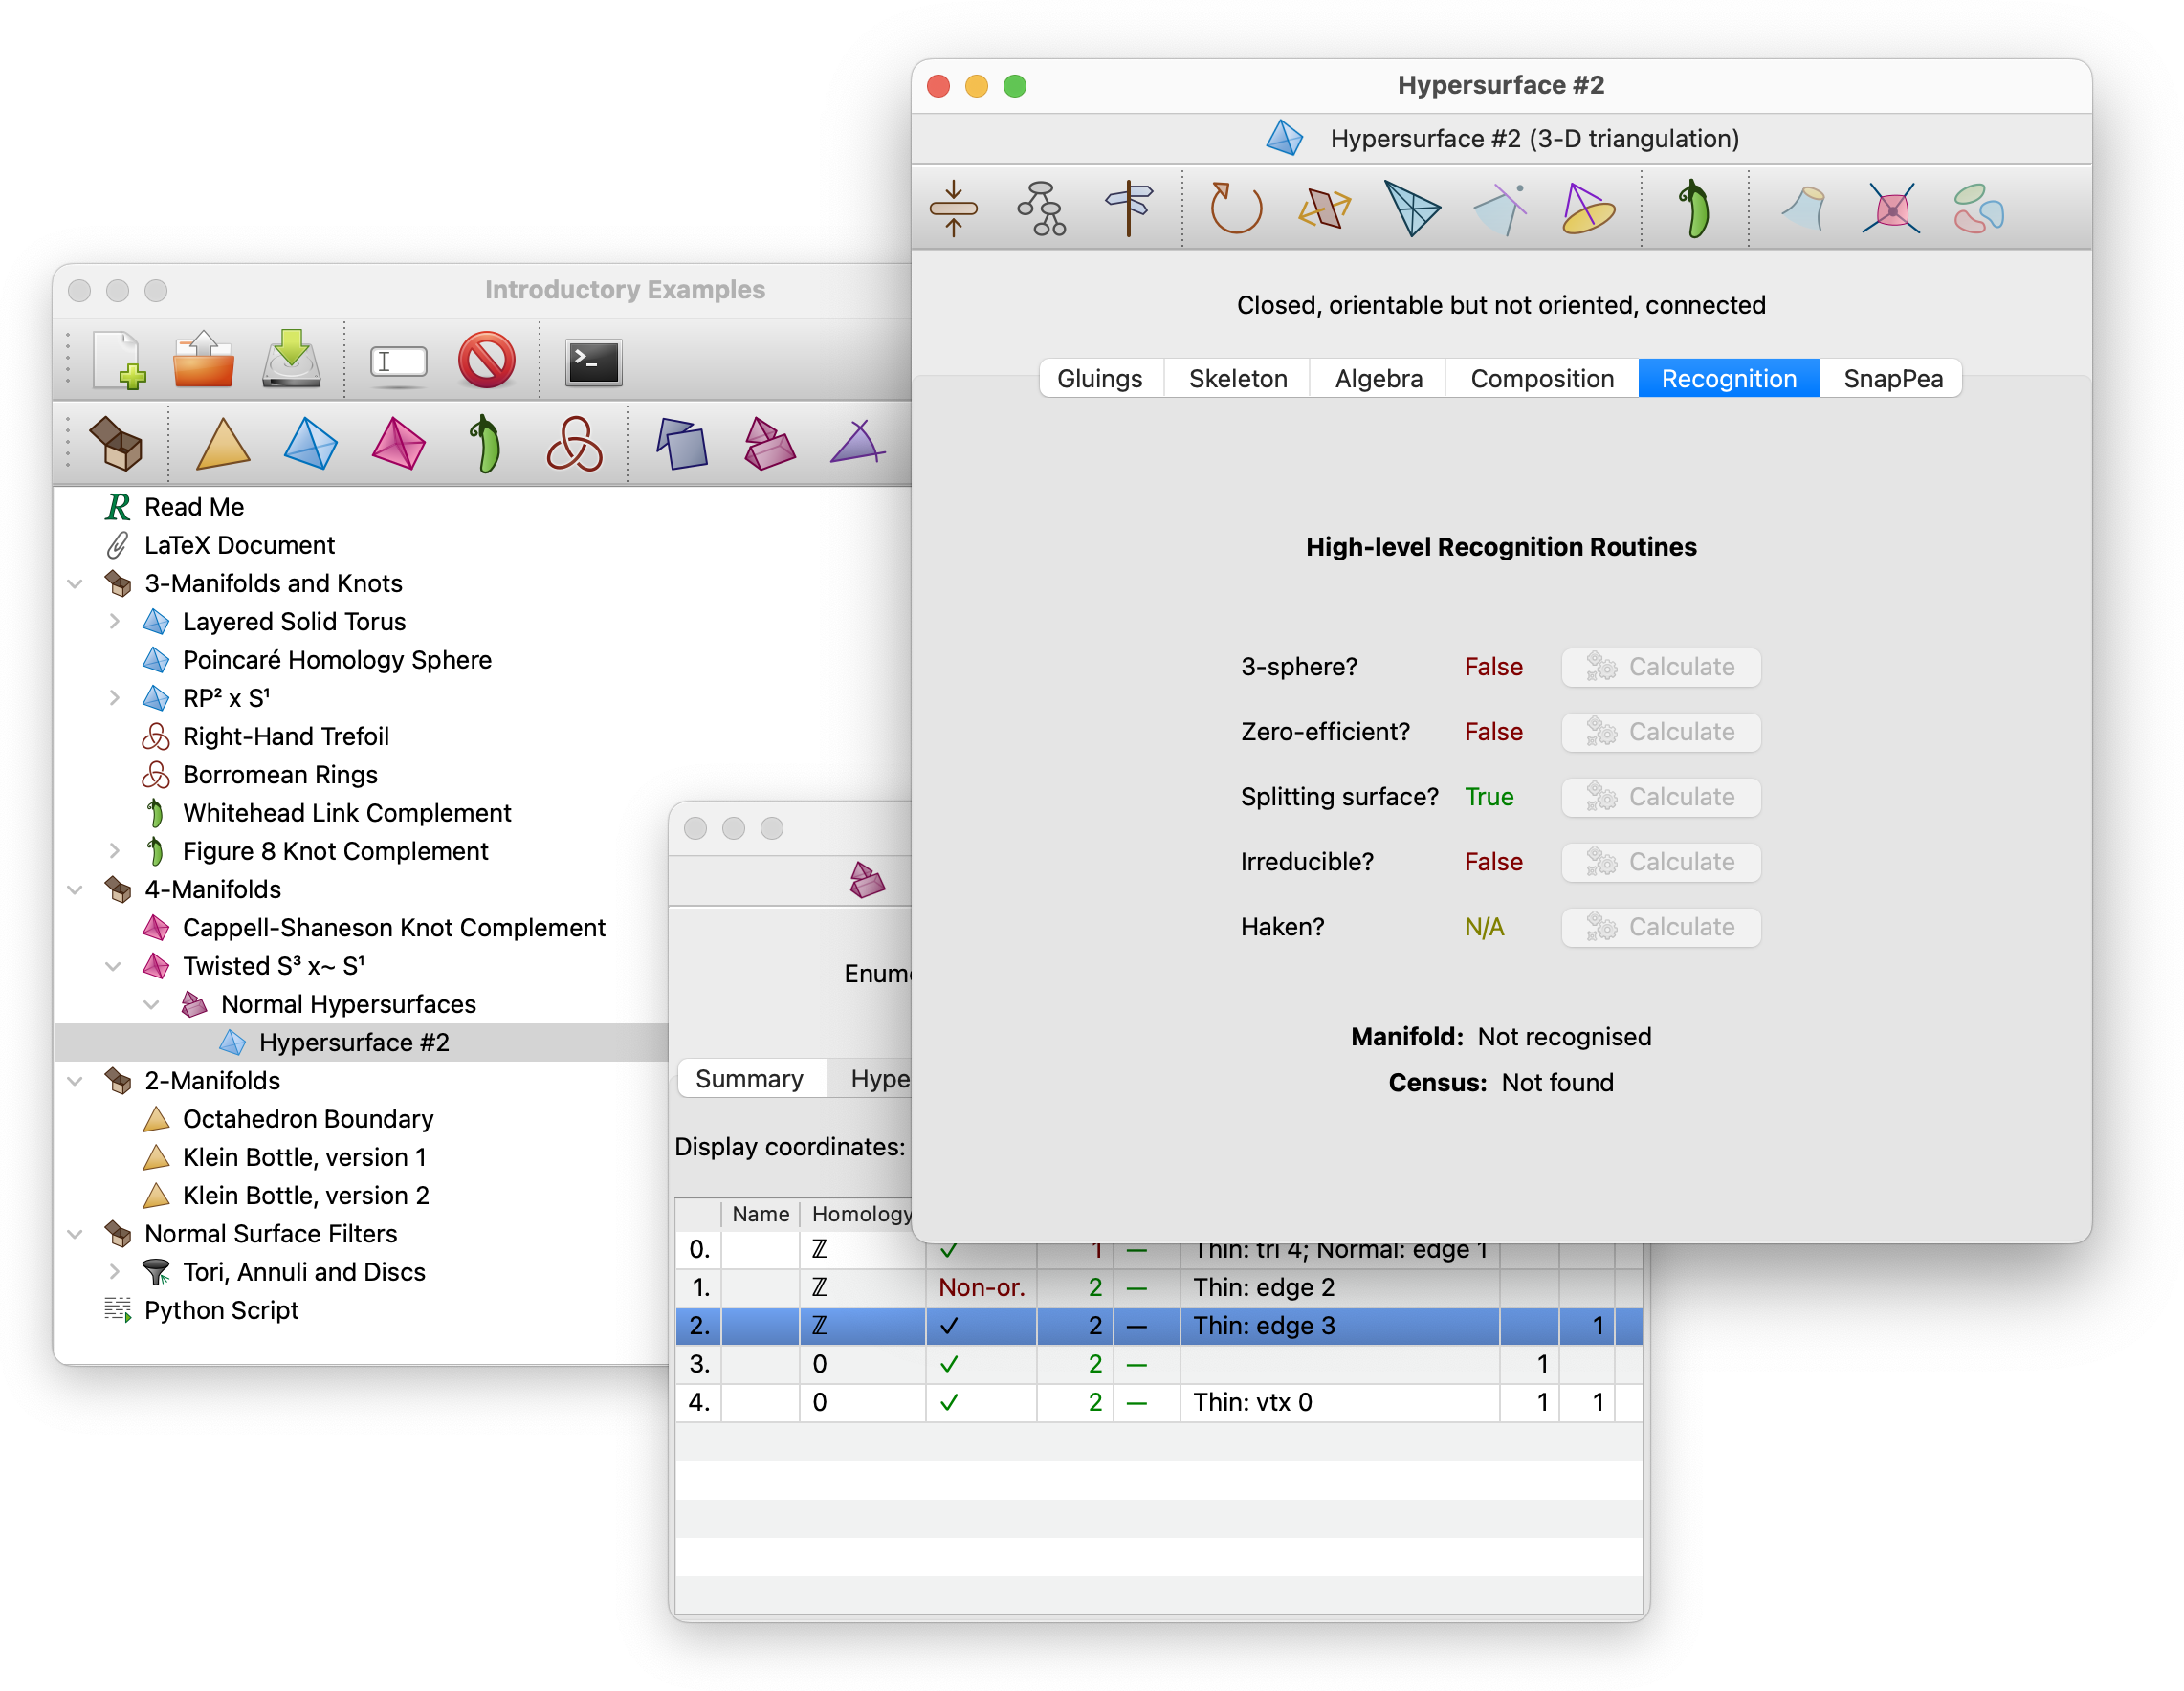 Hypersurface #2
Hypersurface #2 (3-D triangulation)
Closed, orientable but not oriented, connected
Gluings Skeleton Algebra Composition Recognition SnapPea
High-level Recognition Routines
3-sphere? False Calculate
Zero-efficient? False Calculate
Splitting surface? True Calculate
Irreducible? False Calculate
Haken? N/A Calculate
Manifold: Not recognised
Census: Not found
Introductory Examples
R Read Me
LaTeX Document
3-Manifolds and Knots
Layered Solid Torus
Poincaré Homology Sphere
RP² x S¹
Right-Hand Trefoil
Borromean Rings
Whitehead Link Complement
Figure 8 Knot Complement
4-Manifolds
Cappell-Shaneson Knot Complement
Twisted S³ x~ S¹
Normal Hypersurfaces
Hypersurface #2
2-Manifolds
Octahedron Boundary
Klein Bottle, version 1
Klein Bottle, version 2
Normal Surface Filters
Tori, Annuli and Discs
Python Script
Enum
Summary Hype
Display coordinates:
Name Homology
0. ℤ ✓ 1 — Thin: tri 4; Normal: edge 1
1. ℤ Non-or. 2 — Thin: edge 2
2. ℤ ✓ 2 — Thin: edge 3 1
3. 0 ✓ 2 — 1
4. 0 ✓ 2 — Thin: vtx 0 1 1